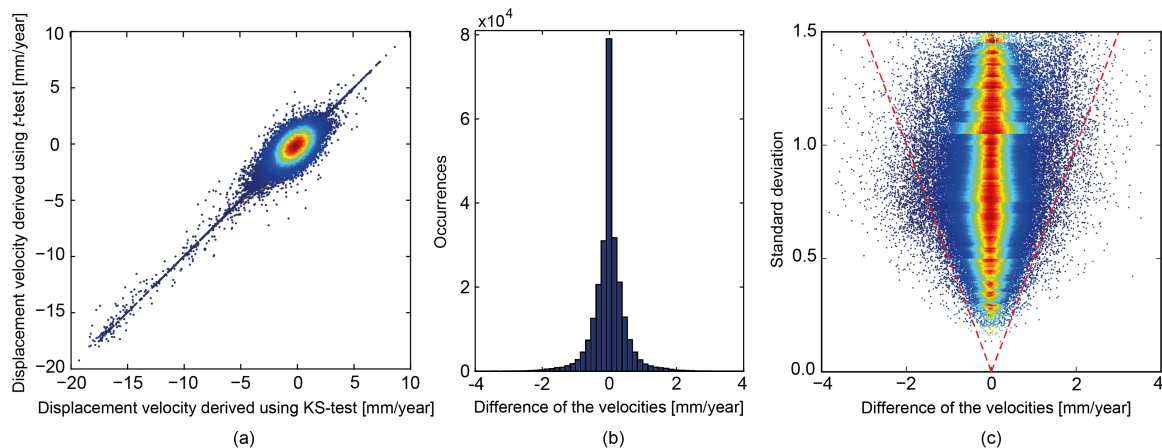 Displacement velocity derived using t-test [mm/year]
10
5
0
−5
−10
−15
−20
−20 −15 −10 −5 0 5 10
Displacement velocity derived using KS-test [mm/year]
(a)
×10⁴
8
6
4
2
0
Occurrences
−4 −2 0 2 4
Difference of the velocities [mm/year]
(b)
1.5
1.0
0.5
0.0
Standard deviation
−4 −2 0 2 4
Difference of the velocities [mm/year]
(c)